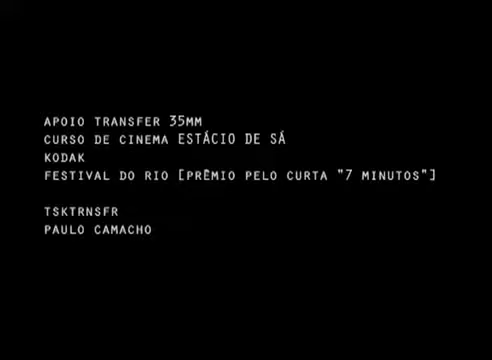 APOIO TRANSFER 35MM
CURSO DE CINEMA ESTÁCIO DE SÁ
KODAK
FESTIVAL DO RIO [PRÊMIO PELO CURTA "7 MINUTOS"]
TSKTRNSFR
PAULO CAMACHO